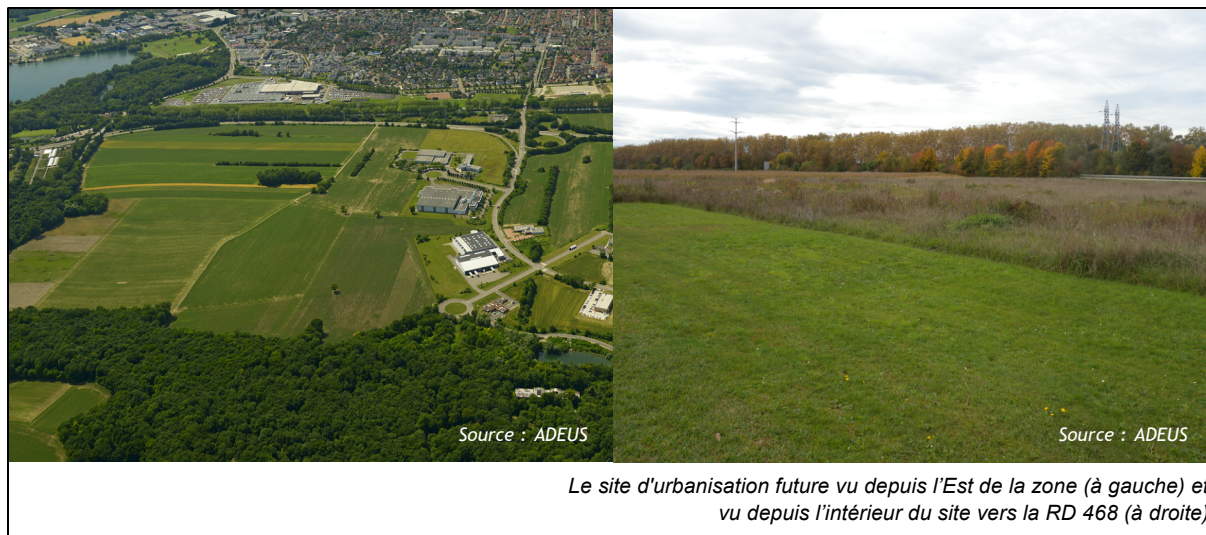 Source : ADEUS
Source : ADEUS
Le site d'urbanisation future vu depuis l’Est de la zone (à gauche) et
vu depuis l’intérieur du site vers la RD 468 (à droite)